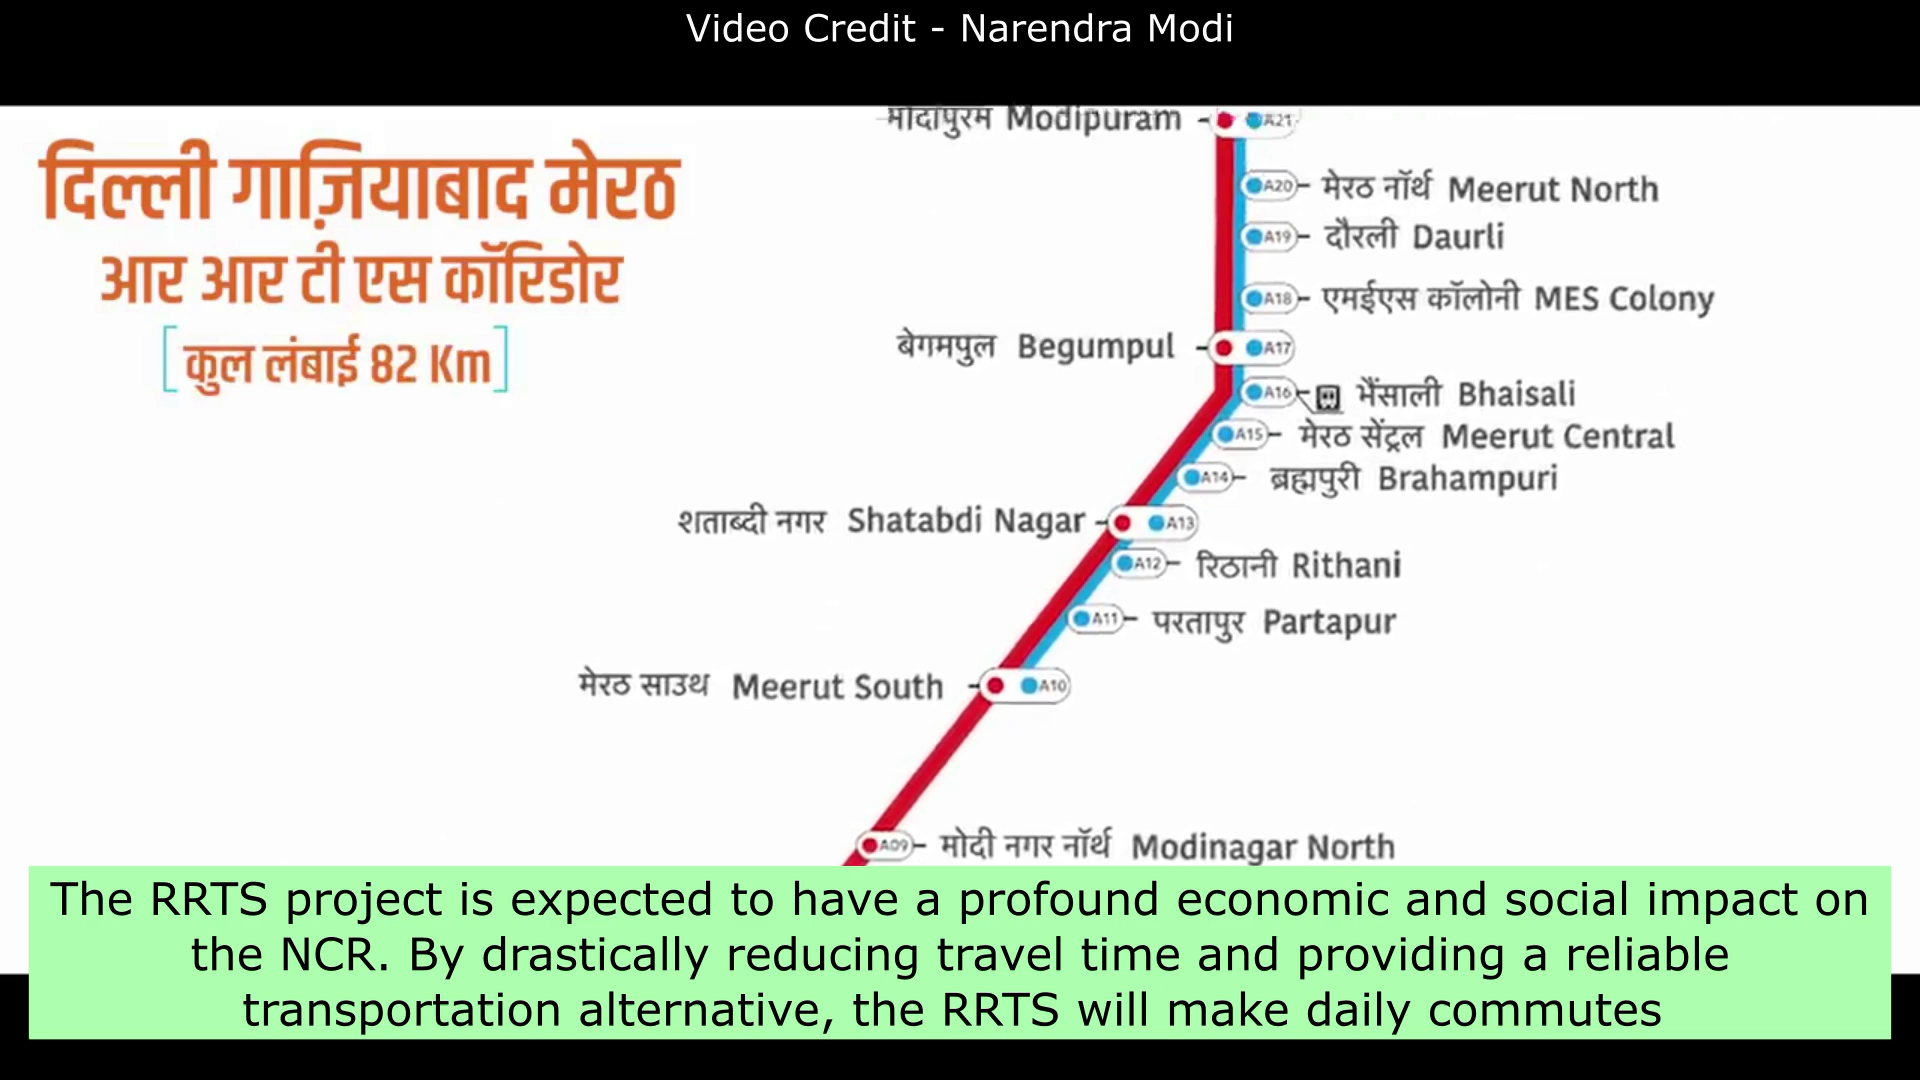 Video Credit - Narendra Modi
दिल्ली गाज़ियाबाद मेरठ
आर आर टी एस कॉरिडोर
[कुल लंबाई 82 Km]
मोदीपुरम Modipuram A21
A20 मेरठ नॉर्थ Meerut North
A19 दौरली Daurli
A18 एमईएस कॉलोनी MES Colony
बेगमपुल Begumpul A17
A16 भैंसाली Bhaisali
A15 मेरठ सेंट्रल Meerut Central
A14 ब्रह्मपुरी Brahampuri
शताब्दी नगर Shatabdi Nagar A13
A12 रिठानी Rithani
A11 परतापुर Partapur
मेरठ साउथ Meerut South A10
A09 मोदी नगर नॉर्थ Modinagar North
The RRTS project is expected to have a profound economic and social impact on
the NCR. By drastically reducing travel time and providing a reliable
transportation alternative, the RRTS will make daily commutes